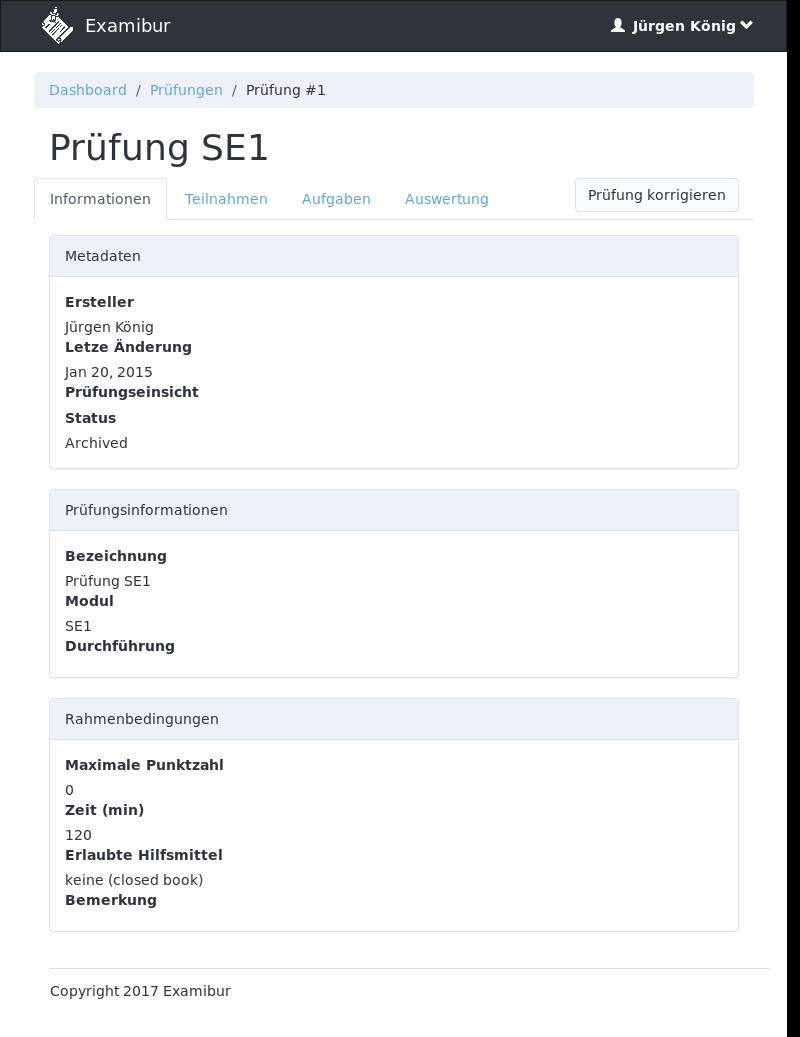 Examibur
Jürgen König
Dashboard / Prüfungen / Prüfung #1
Prüfung SE1
Informationen
Teilnahmen
Aufgaben
Auswertung
Prüfung korrigieren
Metadaten
Ersteller
Jürgen König
Letze Änderung
Jan 20, 2015
Prüfungseinsicht
Status
Archived
Prüfungsinformationen
Bezeichnung
Prüfung SE1
Modul
SE1
Durchführung
Rahmenbedingungen
Maximale Punktzahl
0
Zeit (min)
120
Erlaubte Hilfsmittel
keine (closed book)
Bemerkung
Copyright 2017 Examibur